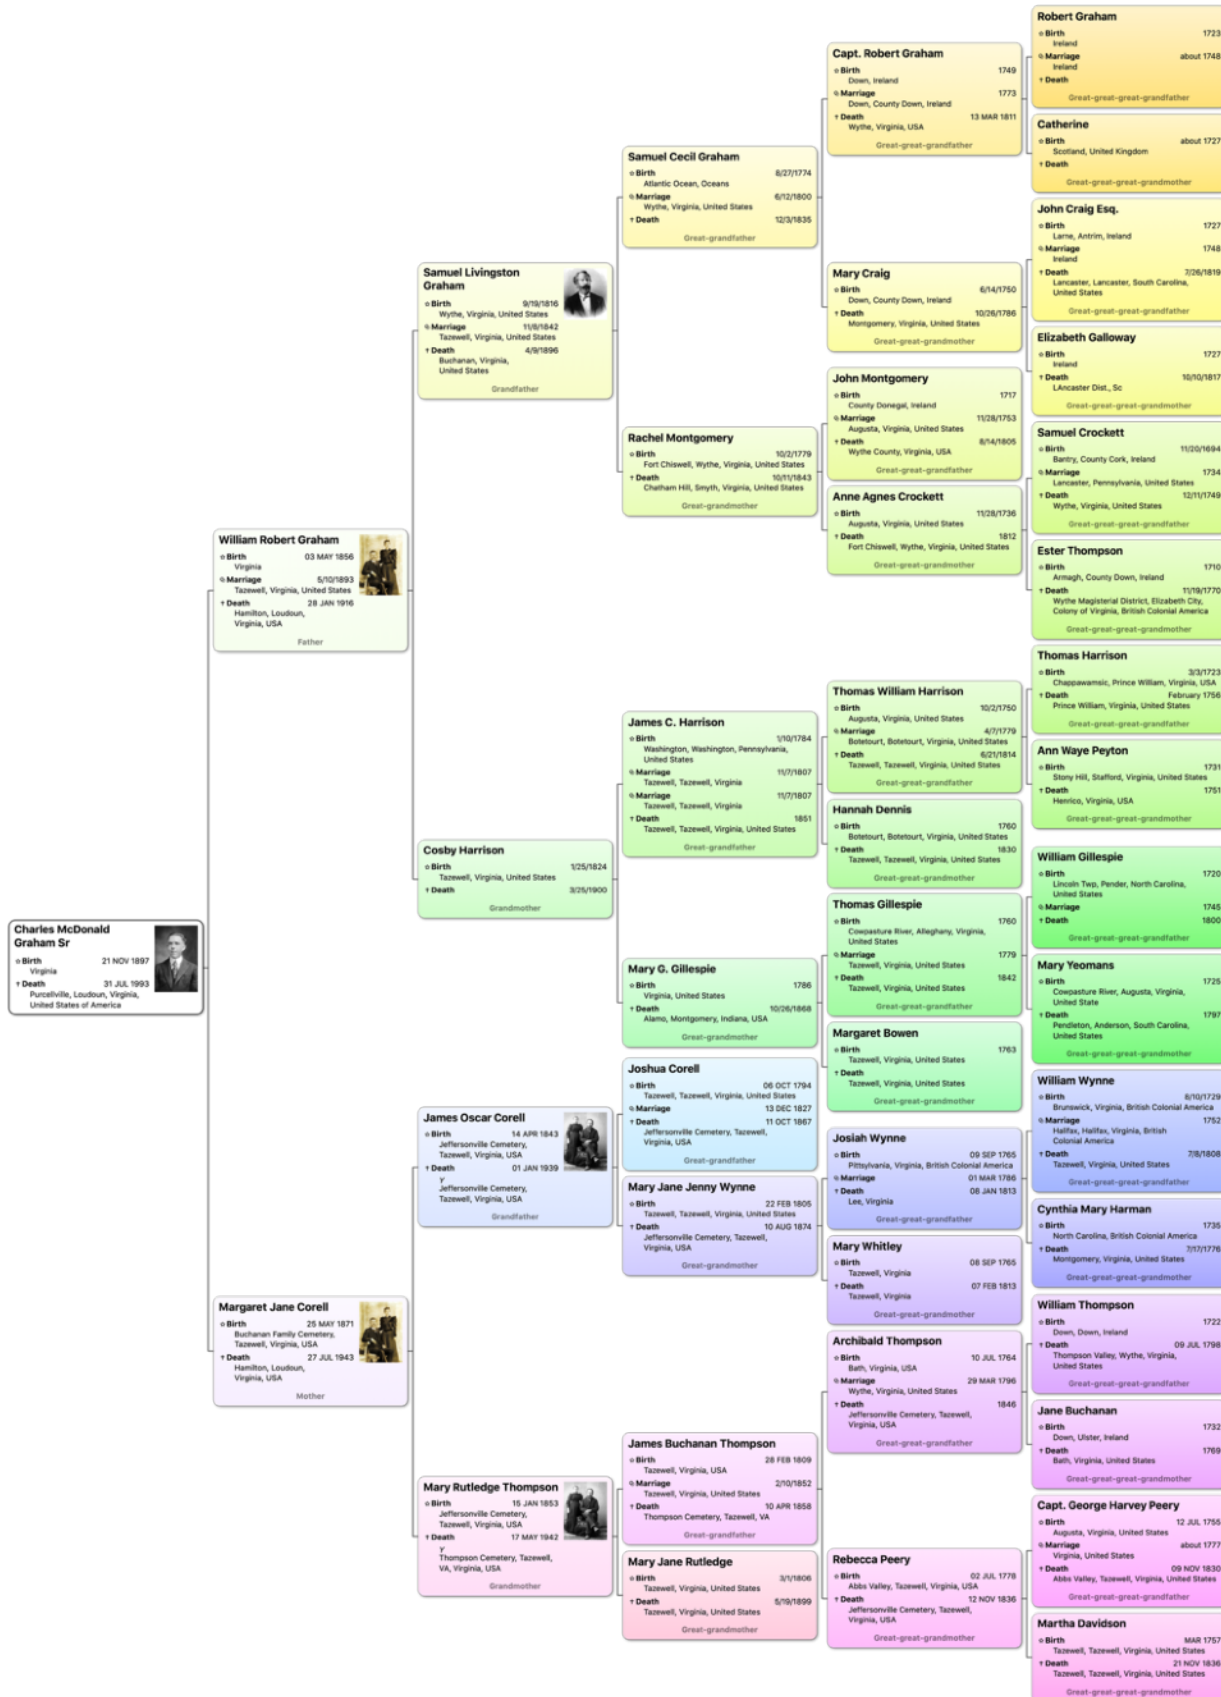 Charles McDonald
Graham Sr
Birth 21 NOV 1897
Virginia
Death 31 JUL 1993
Purcellville, Loudoun, Virginia,
United States of America
William Robert Graham
Birth 03 MAY 1856
Virginia
Marriage 5/10/1893
Tazewell, Virginia, United States
Death 28 JAN 1916
Hamilton, Loudoun,
Virginia, USA
Father
Margaret Jane Corell
Birth 25 MAY 1871
Buchanan Family Cemetery,
Tazewell, Virginia, USA
Death 27 JUL 1943
Hamilton, Loudoun,
Virginia, USA
Mother
Samuel Livingston
Graham
Birth 9/19/1816
Wythe, Virginia, United States
Marriage 11/8/1842
Tazewell, Virginia, United States
Death 4/9/1896
Buchanan, Virginia,
United States
Grandfather
Cosby Harrison
Birth 1/25/1824
Tazewell, Virginia, United States
Death 3/25/1900
Grandmother
James Oscar Corell
Birth 14 APR 1843
Jeffersonville Cemetery,
Tazewell, Virginia, USA
Death 01 JAN 1939
y
Jeffersonville Cemetery,
Tazewell, Virginia, USA
Grandfather
Mary Rutledge Thompson
Birth 15 JAN 1853
Jeffersonville Cemetery,
Tazewell, Virginia, USA
Death 17 MAY 1942
y
Thompson Cemetery, Tazewell,
VA, Virginia, USA
Grandmother
Samuel Cecil Graham
Birth 8/27/1774
Atlantic Ocean, Oceans
Marriage 6/12/1800
Wythe, Virginia, United States
Death 12/3/1835
Great-grandfather
Rachel Montgomery
Birth 10/2/1779
Fort Chiswell, Wythe, Virginia, United States
Death 10/11/1843
Chatham Hill, Smyth, Virginia, United States
Great-grandmother
James C. Harrison
Birth 1/10/1784
Washington, Washington, Pennsylvania,
United States
Marriage 11/7/1807
Tazewell, Tazewell, Virginia
Marriage 11/7/1807
Tazewell, Tazewell, Virginia
Death 1851
Tazewell, Tazewell, Virginia, United States
Great-grandfather
Mary G. Gillespie
Birth 1786
Virginia, United States
Death 10/26/1868
Alamo, Montgomery, Indiana, USA
Great-grandmother
Joshua Corell
Birth 06 OCT 1794
Tazewell, Tazewell, Virginia, United States
Marriage 13 DEC 1827
Death 11 OCT 1867
Jeffersonville Cemetery, Tazewell,
Virginia, USA
Great-grandfather
Mary Jane Jenny Wynne
Birth 22 FEB 1805
Tazewell, Tazewell, Virginia, United States
Death 10 AUG 1874
Jeffersonville Cemetery, Tazewell,
Virginia, USA
Great-grandmother
James Buchanan Thompson
Birth 28 FEB 1809
Tazewell, Virginia, USA
Marriage 2/10/1852
Tazewell, Virginia, United States
Death 10 APR 1858
Thompson Cemetery, Tazewell, VA
Great-grandfather
Mary Jane Rutledge
Birth 3/1/1806
Tazewell, Virginia, United States
Death 5/19/1899
Tazewell, Virginia, United States
Great-grandmother
Capt. Robert Graham
Birth 1749
Down, Ireland
Marriage 1773
Down, County Down, Ireland
Death 13 MAR 1811
Wythe, Virginia, USA
Great-great-grandfather
Mary Craig
Birth 6/14/1750
Down, County Down, Ireland
Death 10/26/1786
Montgomery, Virginia, United States
Great-great-grandmother
John Montgomery
Birth 1717
County Donegal, Ireland
Marriage 11/28/1753
Augusta, Virginia, United States
Death 8/14/1805
Wythe County, Virginia, USA
Great-great-grandfather
Anne Agnes Crockett
Birth 11/28/1736
Augusta, Virginia, United States
Death 1812
Fort Chiswell, Wythe, Virginia, United States
Great-great-grandmother
Thomas William Harrison
Birth 10/2/1750
Augusta, Virginia, United States
Marriage 4/7/1779
Botetourt, Botetourt, Virginia, United States
Death 6/21/1814
Tazewell, Tazewell, Virginia, United States
Great-great-grandfather
Hannah Dennis
Birth 1760
Botetourt, Botetourt, Virginia, United States
Death 1830
Tazewell, Tazewell, Virginia, United States
Great-great-grandmother
Thomas Gillespie
Birth 1760
Cowpasture River, Alleghany, Virginia,
United States
Marriage 1779
Tazewell, Virginia, United States
Death 1842
Tazewell, Virginia, United States
Great-great-grandfather
Margaret Bowen
Birth 1763
Tazewell, Virginia, United States
Death
Tazewell, Virginia, United States
Great-great-grandmother
Josiah Wynne
Birth 09 SEP 1765
Pittsylvania, Virginia, British Colonial America
Marriage 01 MAR 1786
Death 08 JAN 1813
Lee, Virginia
Great-great-grandfather
Mary Whitley
Birth 08 SEP 1765
Tazewell, Virginia
Death 07 FEB 1813
Tazewell, Virginia
Great-great-grandmother
Archibald Thompson
Birth 10 JUL 1764
Bath, Virginia, USA
Marriage 29 MAR 1796
Wythe, Virginia, United States
Death 1846
Jeffersonville Cemetery, Tazewell,
Virginia, USA
Great-great-grandfather
Rebecca Peery
Birth 02 JUL 1778
Abbs Valley, Tazewell, Virginia, USA
Death 12 NOV 1836
Jeffersonville Cemetery, Tazewell,
Virginia, USA
Great-great-grandmother
Robert Graham
Birth 1723
Ireland
Marriage about 1748
Ireland
Death
Great-great-great-grandfather
Catherine
Birth about 1727
Scotland, United Kingdom
Death
Great-great-great-grandmother
John Craig Esq.
Birth 1727
Larne, Antrim, Ireland
Marriage 1748
Ireland
Death 7/26/1819
Lancaster, Lancaster, South Carolina,
United States
Great-great-great-grandfather
Elizabeth Galloway
Birth 1727
Ireland
Death 10/10/1817
LAncaster Dist., Sc
Great-great-great-grandmother
Samuel Crockett
Birth 11/20/1694
Bantry, County Cork, Ireland
Marriage 1734
Lancaster, Pennsylvania, United States
Death 12/11/1749
Wythe, Virginia, United States
Great-great-great-grandfather
Ester Thompson
Birth 1710
Armagh, County Down, Ireland
Death 11/19/1770
Wythe Magisterial District, Elizabeth City,
Colony of Virginia, British Colonial America
Great-great-great-grandmother
Thomas Harrison
Birth 3/3/1723
Chappawamsic, Prince William, Virginia, USA
Death February 1756
Prince William, Virginia, United States
Great-great-great-grandfather
Ann Waye Peyton
Birth 1731
Stony Hill, Stafford, Virginia, United States
Death 1751
Henrico, Virginia, USA
Great-great-great-grandmother
William Gillespie
Birth 1720
Lincoln Twp, Pender, North Carolina,
United States
Marriage 1745
Death 1800
Great-great-great-grandfather
Mary Yeomans
Birth 1725
Cowpasture River, Augusta, Virginia,
United State
Death 1797
Pendleton, Anderson, South Carolina,
United States
Great-great-great-grandmother
William Wynne
Birth 8/10/1729
Brunswick, Virginia, British Colonial America
Marriage 1752
Halifax, Halifax, Virginia, British
Colonial America
Death 7/8/1808
Tazewell, Virginia, United States
Great-great-great-grandfather
Cynthia Mary Harman
Birth 1735
North Carolina, British Colonial America
Death 7/17/1776
Montgomery, Virginia, United States
Great-great-great-grandmother
William Thompson
Birth 1722
Down, Down, Ireland
Death 09 JUL 1798
Thompson Valley, Wythe, Virginia,
United States
Great-great-great-grandfather
Jane Buchanan
Birth 1732
Down, Ulster, Ireland
Death 1769
Bath, Virginia, United States
Great-great-great-grandmother
Capt. George Harvey Peery
Birth 12 JUL 1755
Augusta, Virginia, United States
Marriage about 1777
Virginia, United States
Death 09 NOV 1830
Abbs Valley, Tazewell, Virginia, United States
Great-great-great-grandfather
Martha Davidson
Birth MAR 1757
Tazewell, Tazewell, Virginia, United States
Death 21 NOV 1836
Tazewell, Tazewell, Virginia, United States
Great-great-great-grandmother